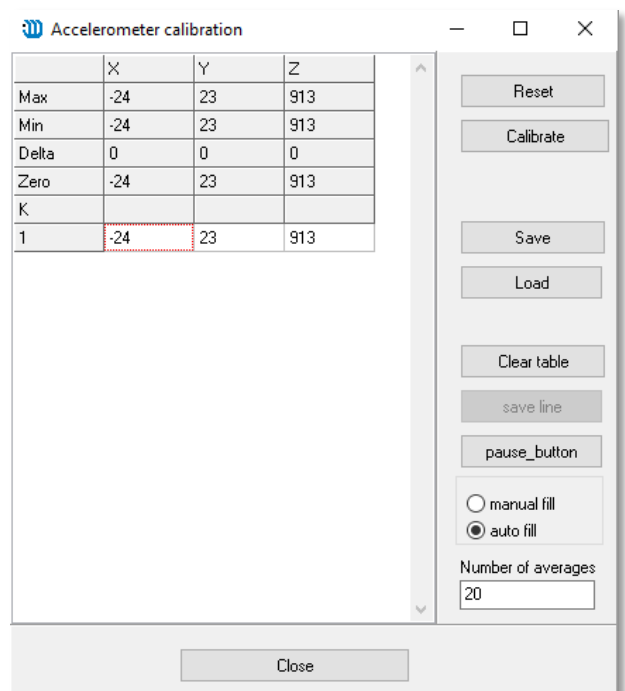 Accelerometer calibration
X Y Z
Max -24 23 913
Min -24 23 913
Delta 0 0 0
Zero -24 23 913
K
1 -24 23 913
Reset
Calibrate
Save
Load
Clear table
save line
pause_button
manual fill
auto fill
Number of averages
20
Close